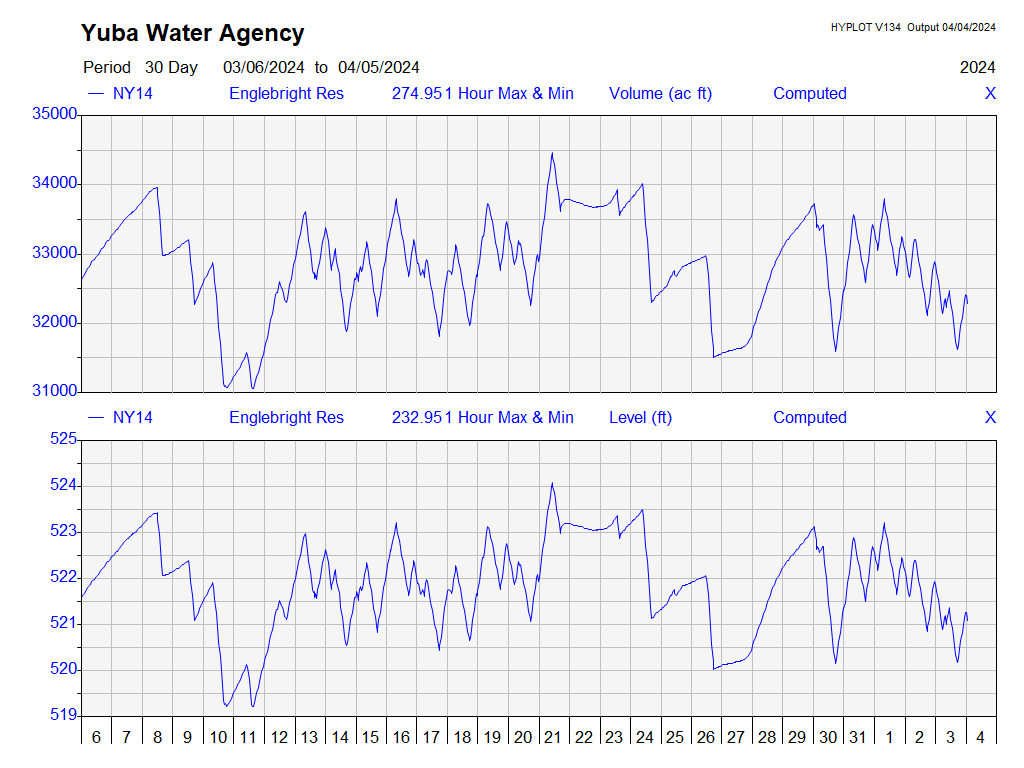 Yuba Water Agency HYPLOT V134 Output 04/04/2024
Period 30 Day 03/06/2024 to 04/05/2024 2024
NY14 Englebright Res 274.951 Hour Max & Min Volume (ac ft) Computed X
35000
34000
33000
32000
31000
NY14 Englebright Res 232.951 Hour Max & Min Level (ft) Computed X
525
524
523
522
521
520
519
6 7 8 9 10 11 12 13 14 15 16 17 18 19 20 21 22 23 24 25 26 27 28 29 30 31 1 2 3 4